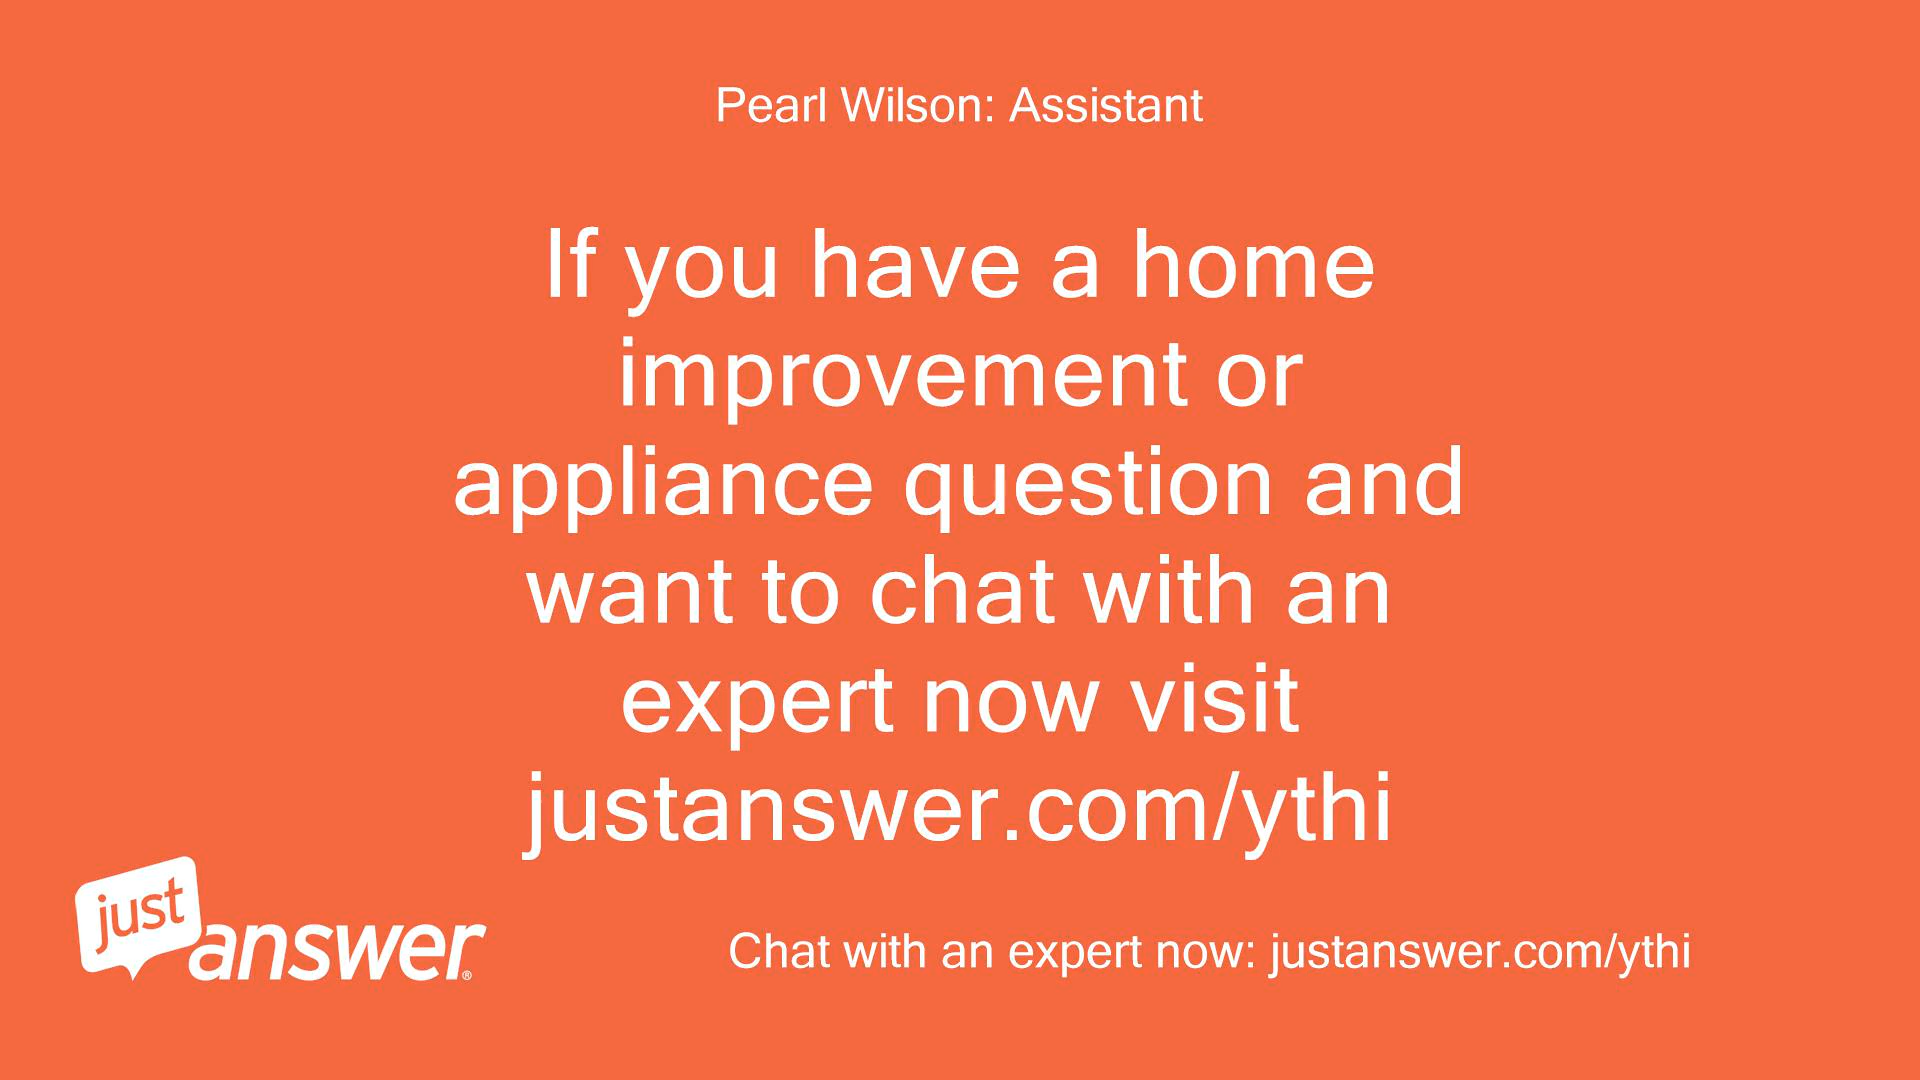 Pearl Wilson: Assistant
If you have a home
improvement or
appliance question and
want to chat with an
expert now visit
justanswer.com/ythi
just
answer®
Chat with an expert now: justanswer.com/ythi